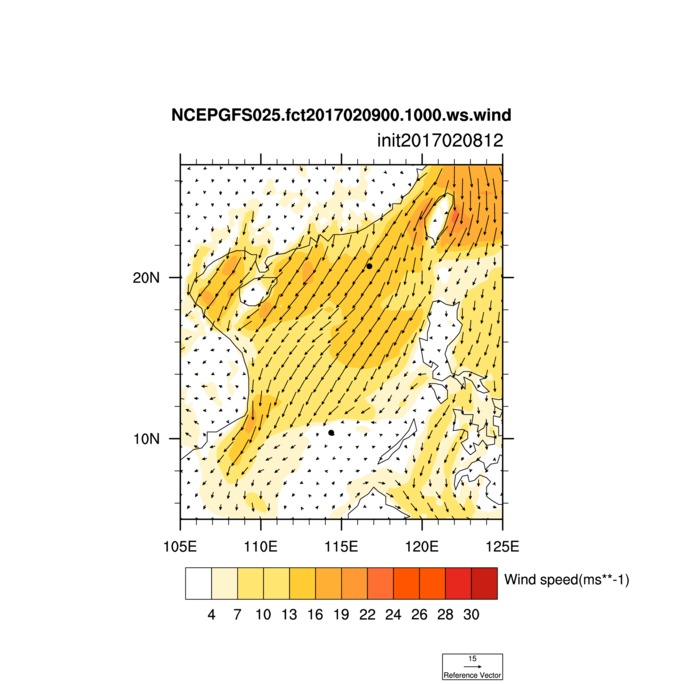 NCEPGFS025.fct2017020900.1000.ws.wind
init2017020812
20N
10N
105E 110E 115E 120E 125E
Wind speed(ms**-1)
4 7 10 13 16 19 22 24 26 28 30
15
Reference Vector